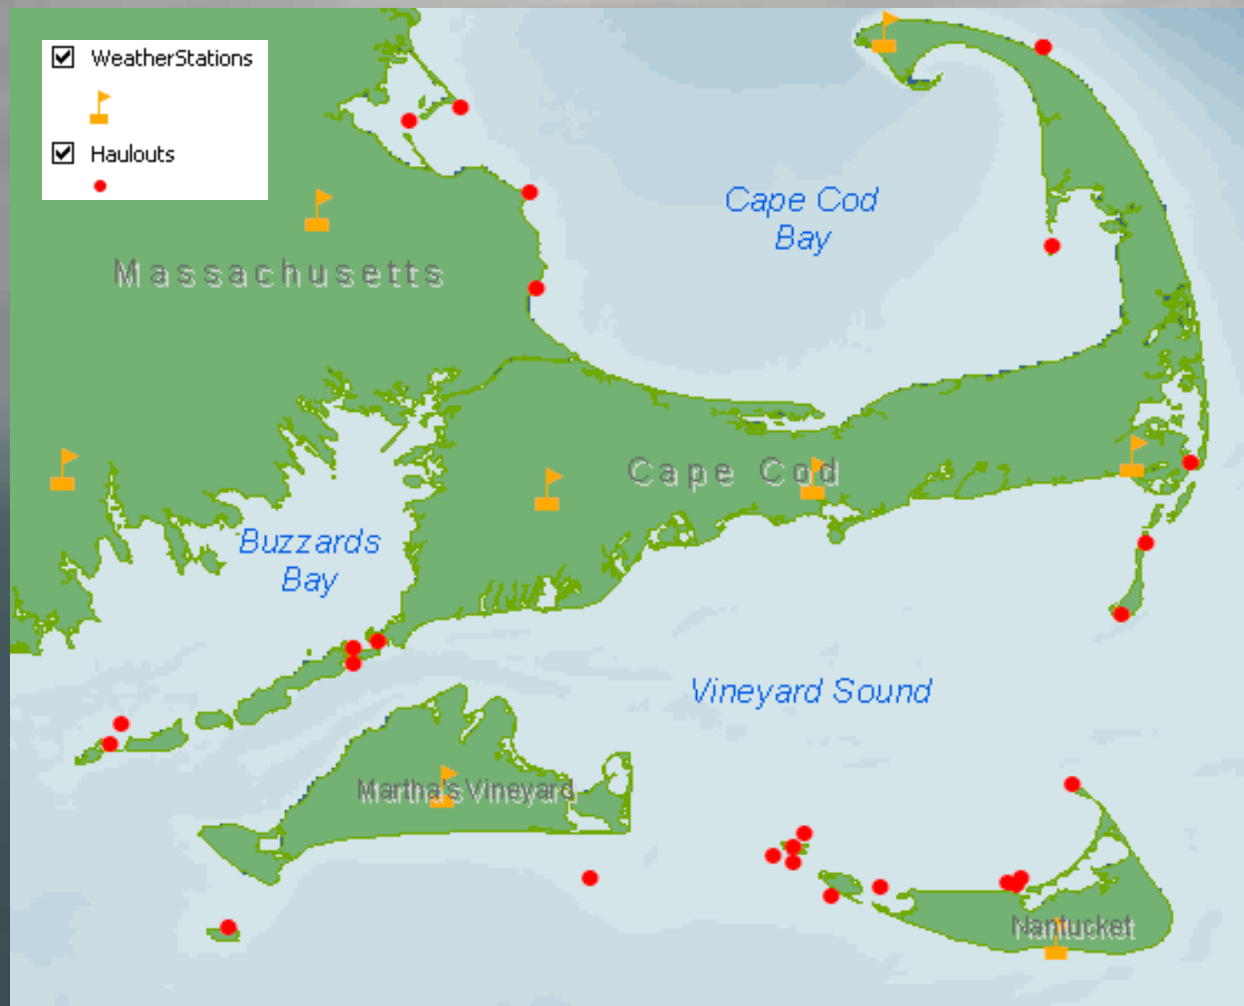 WeatherStations
Haulouts
Cape Cod
Bay
Massachusetts
Cape Cod
Buzzards
Bay
Vineyard Sound
Martha's Vineyard
Nantucket